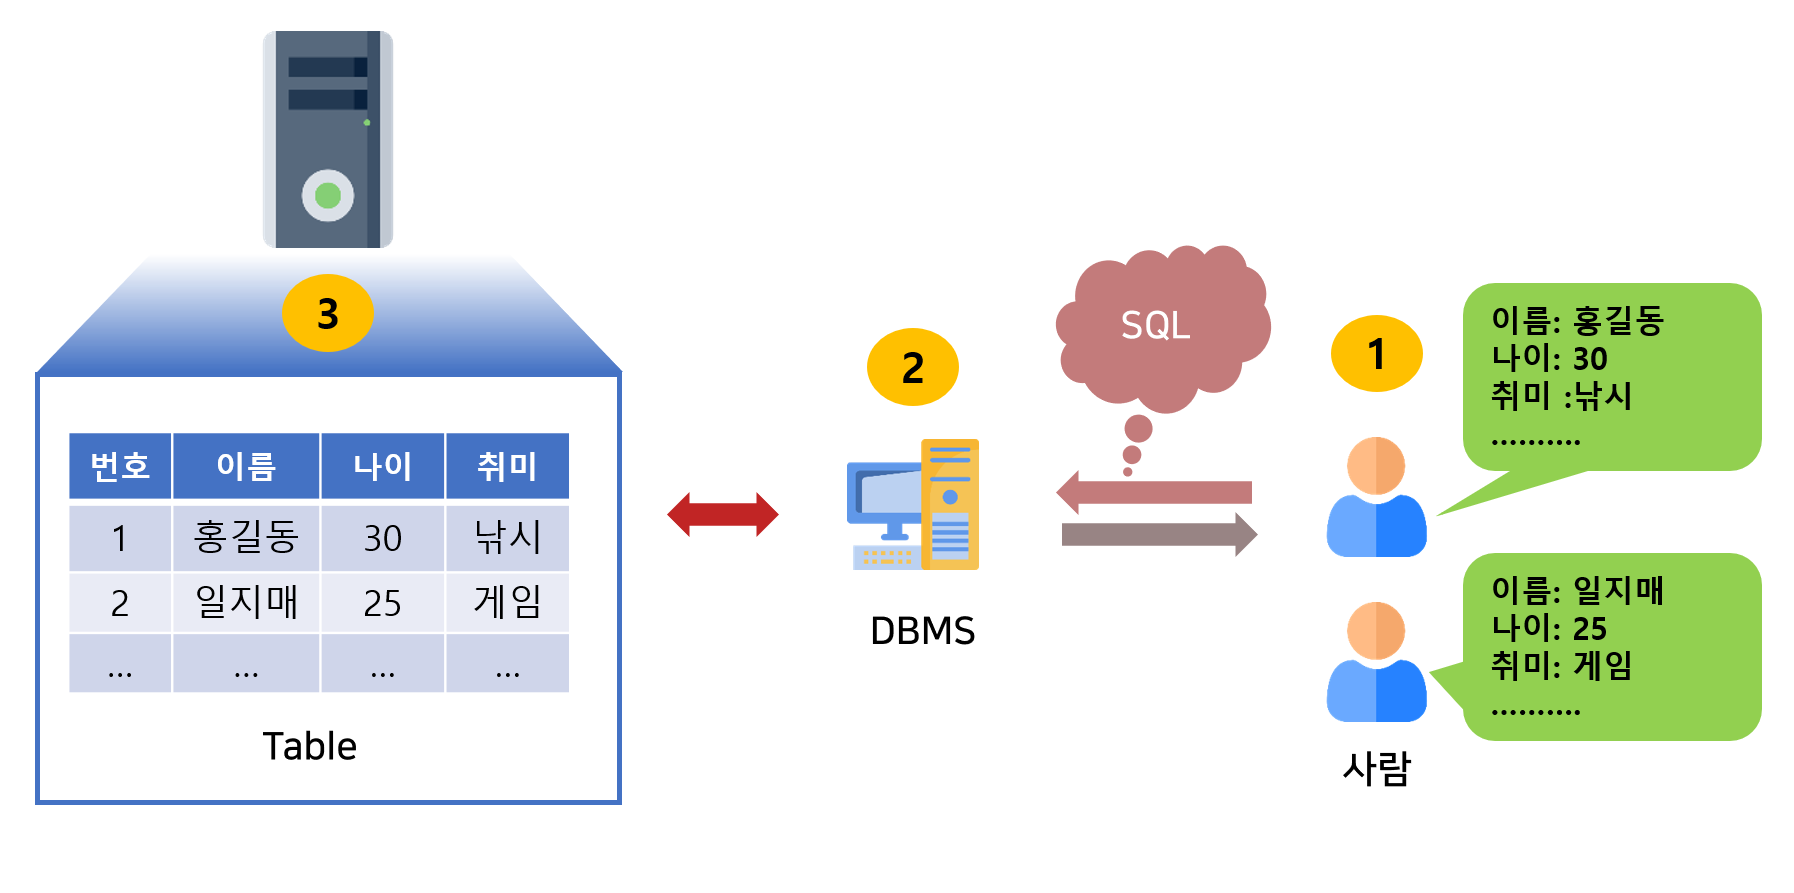 3
번호 이름 나이 취미
1 홍길동 30 낚시
2 일지매 25 게임
... ... ... ...
Table
2
DBMS
SQL
1
사람
이름: 홍길동
나이: 30
취미 :낚시
..........
이름: 일지매
나이: 25
취미: 게임
..........